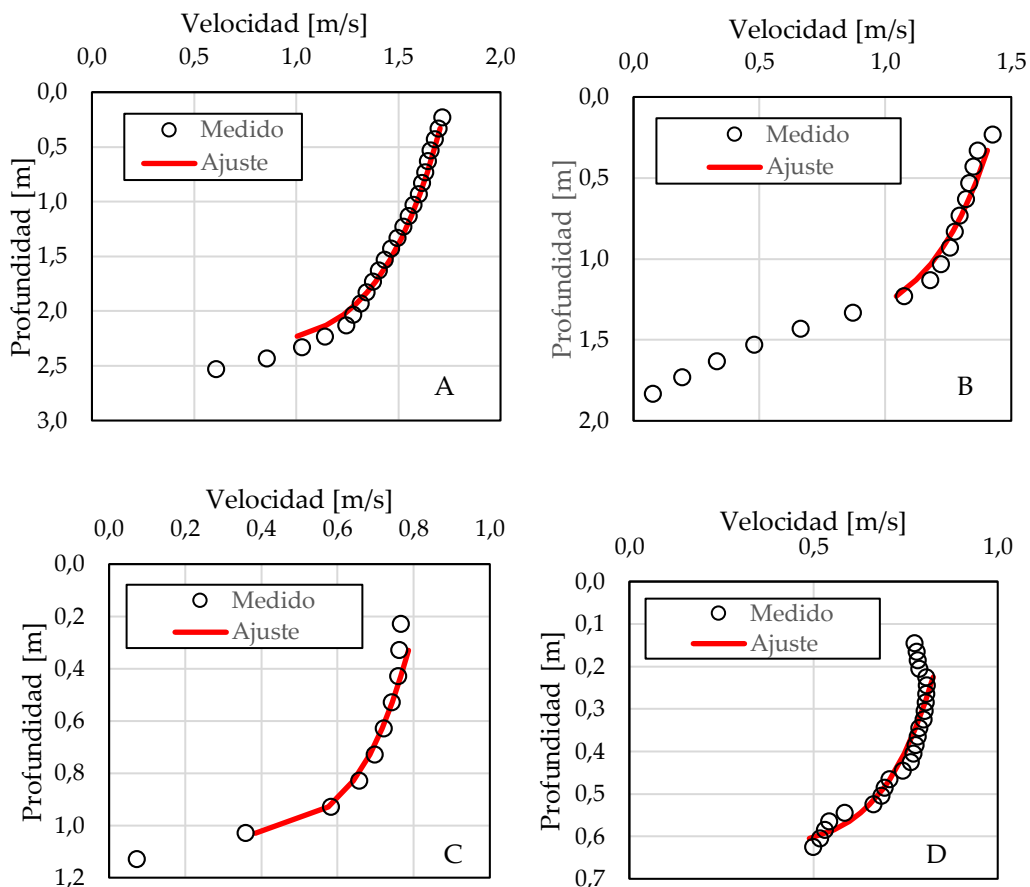 Velocidad [m/s]
0,0 0,5 1,0 1,5 2,0
0,0
0,5
1,0
1,5
2,0
2,5
3,0
Profundidad [m]
Medido
Ajuste
A
Velocidad [m/s]
0,0 0,5 1,0 1,5
0,0
0,5
1,0
1,5
2,0
Profundidad [m]
Medido
Ajuste
B
Velocidad [m/s]
0,0 0,2 0,4 0,6 0,8 1,0
0,0
0,2
0,4
0,6
0,8
1,0
1,2
Profundidad [m]
Medido
Ajuste
C
Velocidad [m/s]
0,0 0,5 1,0
0,0
0,1
0,2
0,3
0,4
0,5
0,6
0,7
Profundidad [m]
Medido
Ajuste
D